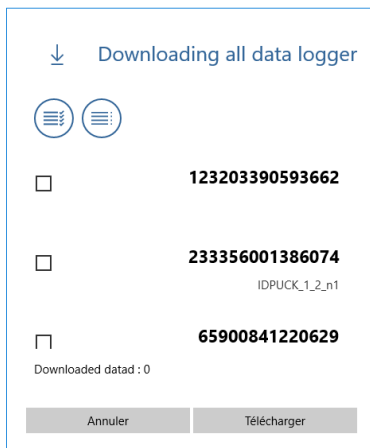 Downloading all data logger
123203390593662
233356001386074
IDPUCK_1_2_n1
65900841220629
Downloaded datad : 0
Annuler
Télécharger